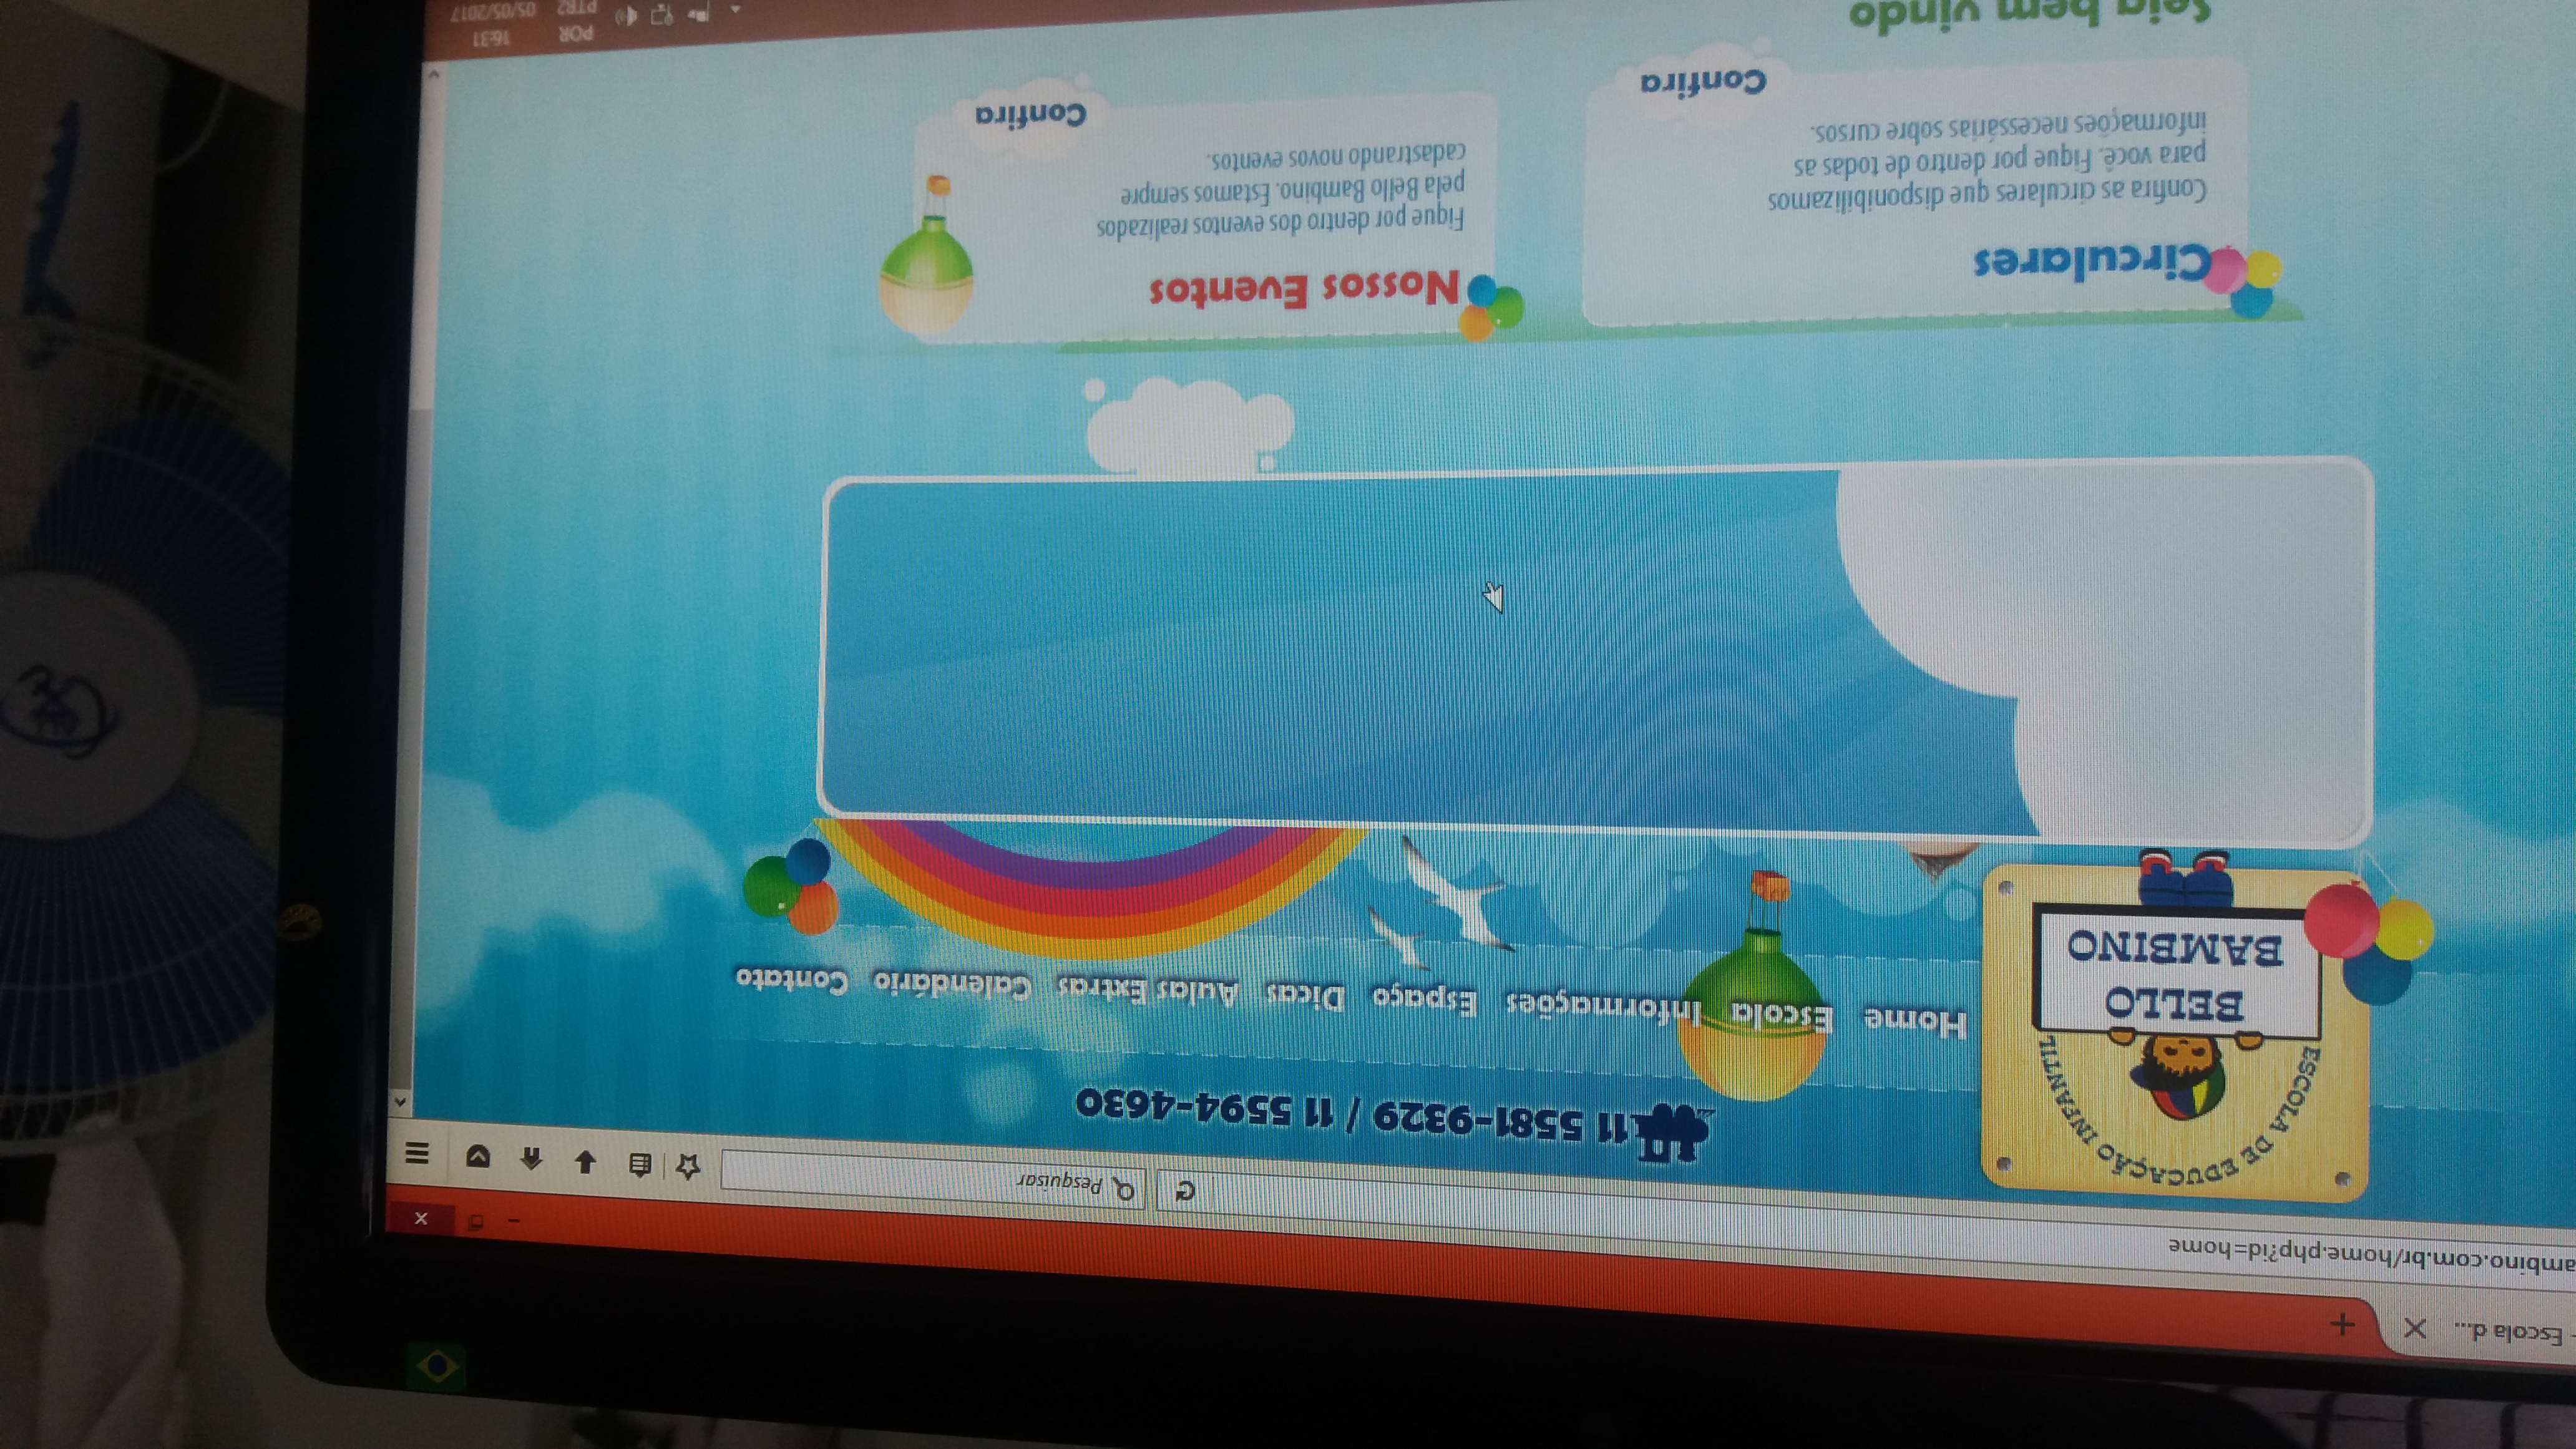 - Escola d...
ambino.com.br/home.php?id=home
Pesquisar
ESCOLA DE EDUCAÇÃO INFANTIL
BELLO
BAMBINO
11 5581-9329 / 11 5594-4630
Home Escola Informações Espaço Dicas Aulas Extras Calendário Contato
Circulares
Confira as circulares que disponibilizamos
para você. Fique por dentro de todas as
informações necessárias sobre cursos.
Confira
Nossos Eventos
Fique por dentro dos eventos realizados
pela Bello Bambino. Estamos sempre
cadastrando novos eventos.
Confira
Seja bem vindo
POR
PTB2
16:31
05/05/2017